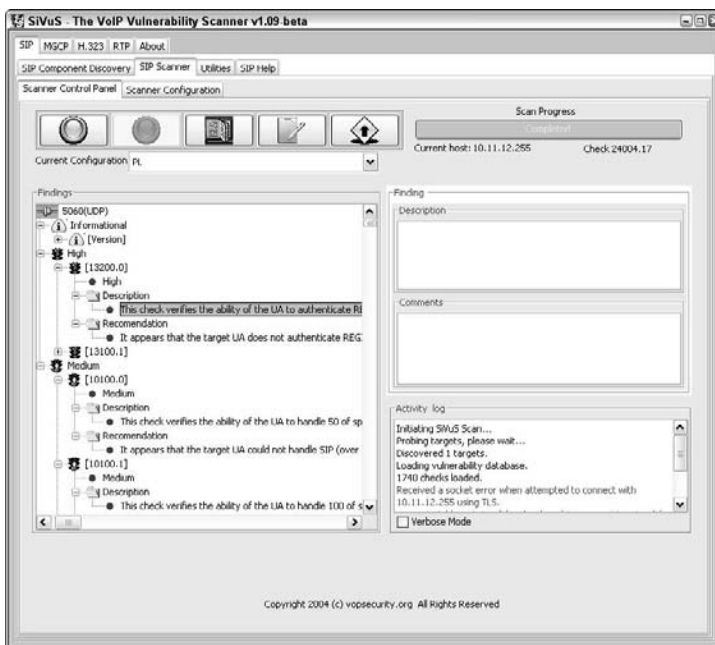 SiVuS - The VoIP Vulnerability Scanner v1.09-beta
SIP MGCP H.323 RTP About
SIP Component Discovery SIP Scanner Utilities SIP Help
Scanner Control Panel Scanner Configuration
Scan Progress
Completed
Current host: 10.11.12.255 Check 24004.17
Current Configuration PL
Findings
5060(UDP)
Informational
[Version]
High
[13200.0]
High
Description
This check verifies the ability of the UA to authenticate
Recomendation
It appears that the target UA does not authenticate REG
[13100.1]
Medium
[10100.0]
Medium
Description
This check verifies the ability of the UA to handle 50 of sp
Recomendation
It appears that the target UA could not handle SIP (over
[10100.1]
Medium
Description
This check verifies the ability of the UA to handle 100 of s
Finding
Description
Comments
Activity log
Initiating SiVuS Scan...
Probing targets, please wait...
Discovered 1 targets.
Loading vulnerability database.
1740 checks loaded.
Received a socket error when attempted to connect with
10.11.12.255 using TLS.
Verbose Mode
Copyright 2004 (c) vopsecurity.org All Rights Reserved